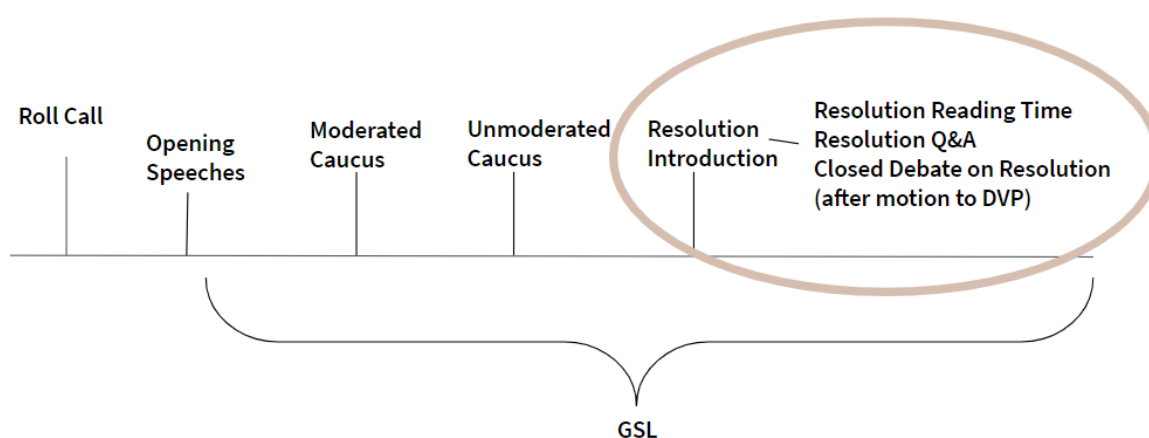 Roll Call
Opening
Speeches
Moderated
Caucus
Unmoderated
Caucus
Resolution
Introduction
Resolution Reading Time
Resolution Q&A
Closed Debate on Resolution
(after motion to DVP)
GSL